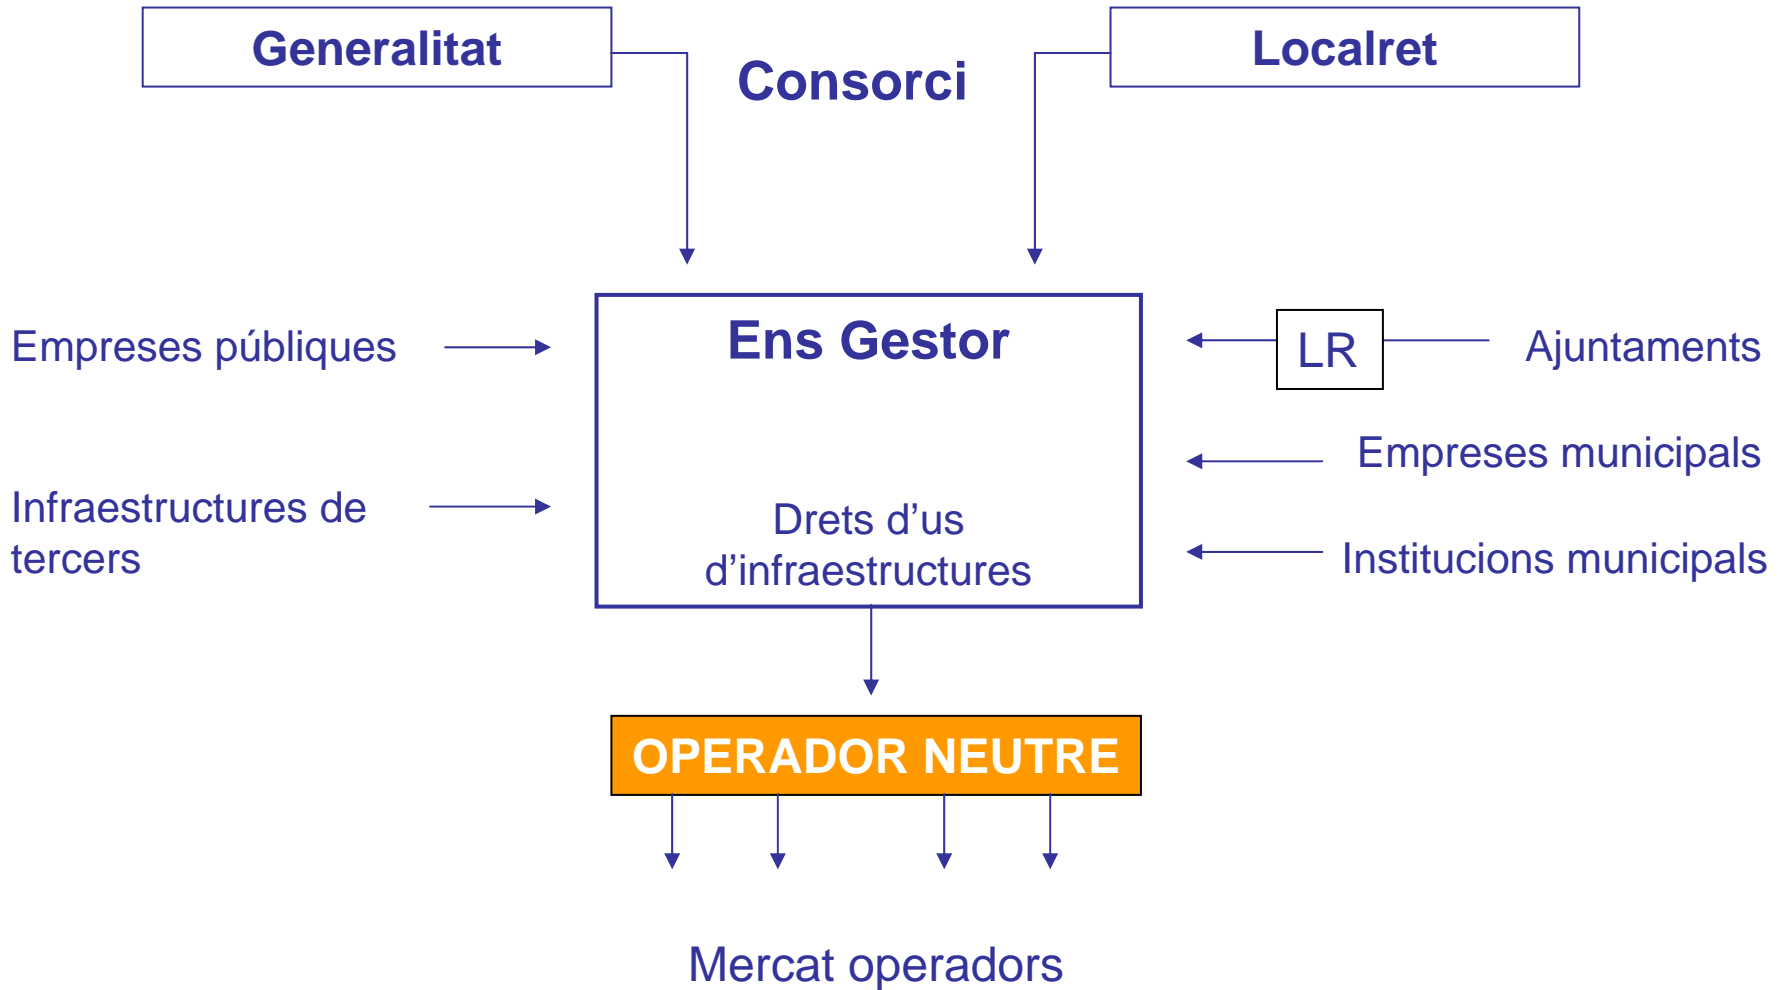 Generalitat
Consorci
Localret
Empreses públiques
Ens Gestor
LR
Ajuntaments
Empreses municipals
Infraestructures de
tercers
Drets d’us
d’infraestructures
Institucions municipals
OPERADOR NEUTRE
Mercat operadors